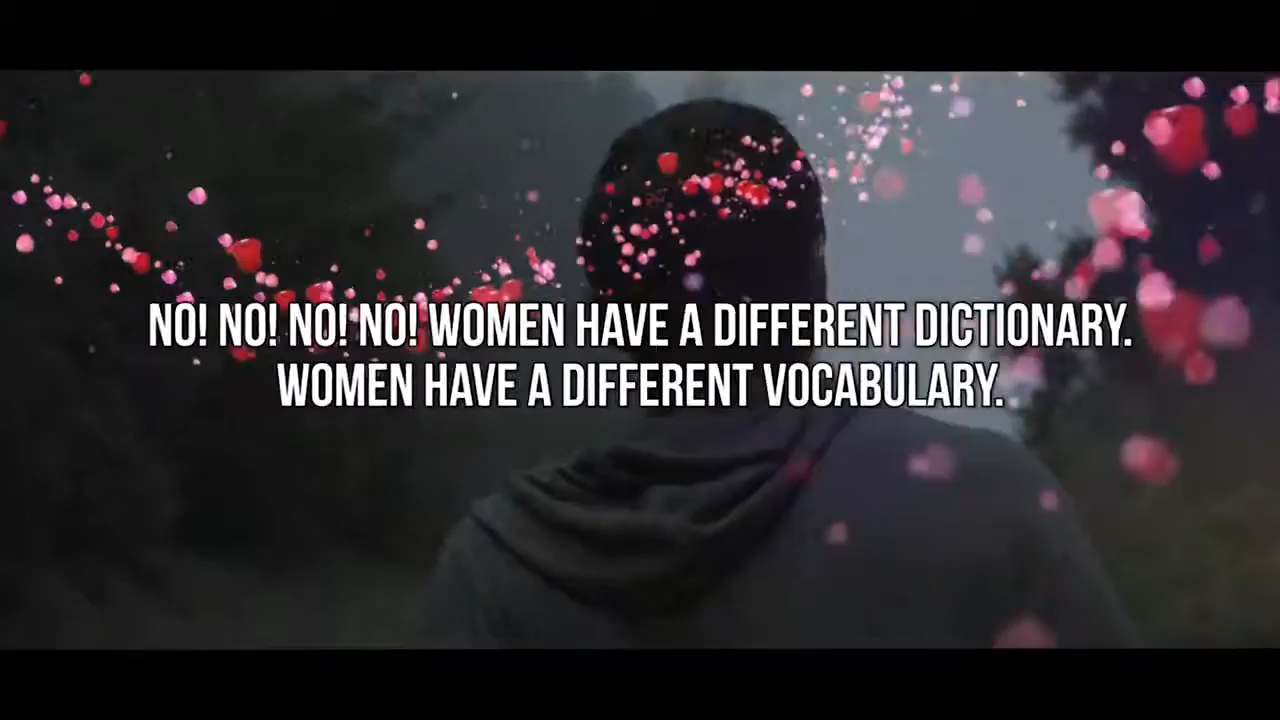 NO! NO! NO! NO! WOMEN HAVE A DIFFERENT DICTIONARY.
WOMEN HAVE A DIFFERENT VOCABULARY.